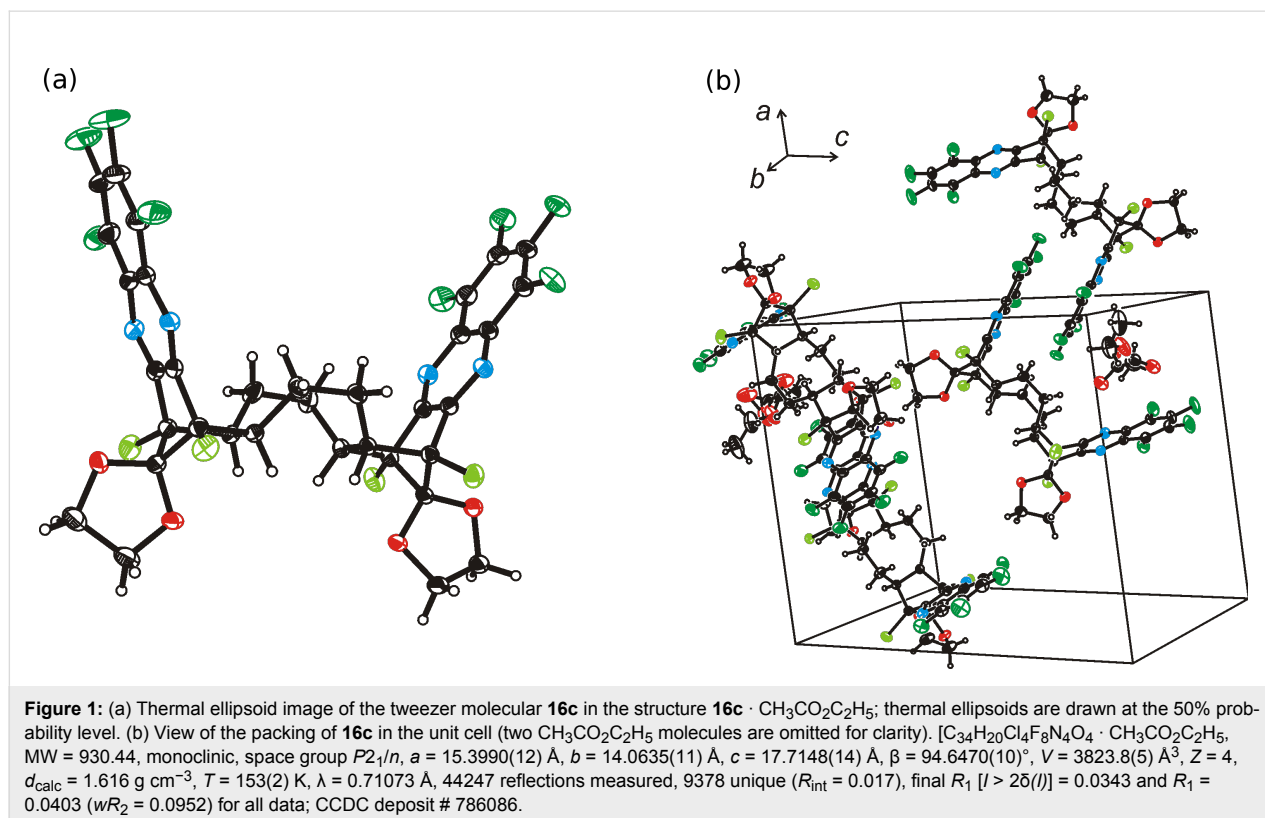 (a)
(b)
a
c
b
Figure 1: (a) Thermal ellipsoid image of the tweezer molecular 16c in the structure 16c · CH₃CO₂C₂H₅; thermal ellipsoids are drawn at the 50% prob-
ability level. (b) View of the packing of 16c in the unit cell (two CH₃CO₂C₂H₅ molecules are omitted for clarity). [C₃₄H₂₀Cl₄F₈N₄O₄ · CH₃CO₂C₂H₅,
MW = 930.44, monoclinic, space group P2₁/n, a = 15.3990(12) Å, b = 14.0635(11) Å, c = 17.7148(14) Å, β = 94.6470(10)°, V = 3823.8(5) Å³, Z = 4,
d_calc = 1.616 g cm⁻³, T = 153(2) K, λ = 0.71073 Å, 44247 reflections measured, 9378 unique (R_int = 0.017), final R₁ [I > 2δ(I)] = 0.0343 and R₁ =
0.0403 (wR₂ = 0.0952) for all data; CCDC deposit # 786086.